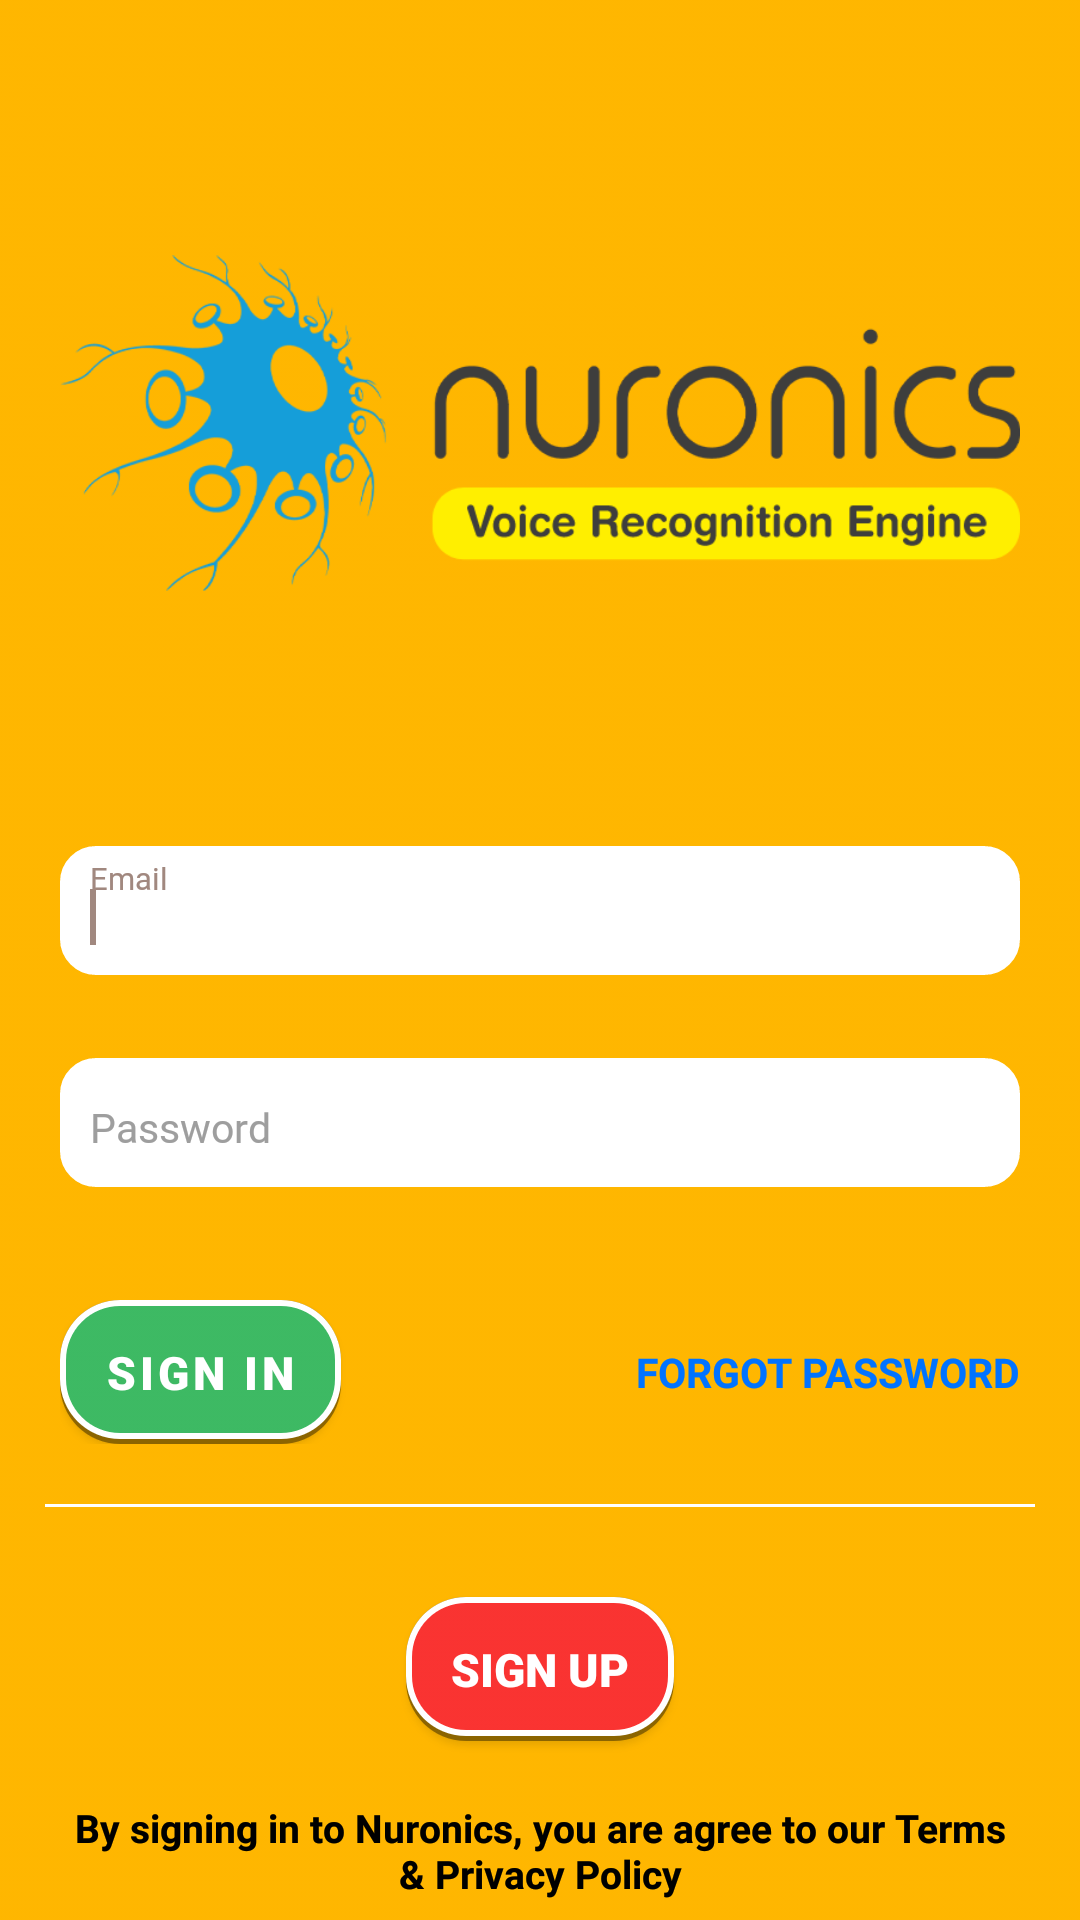 nuronics
Voice Recognition Engine
Email
Password
SIGN IN
FORGOT PASSWORD
SIGN UP
By signing in to Nuronics, you are agree to our Terms
& Privacy Policy